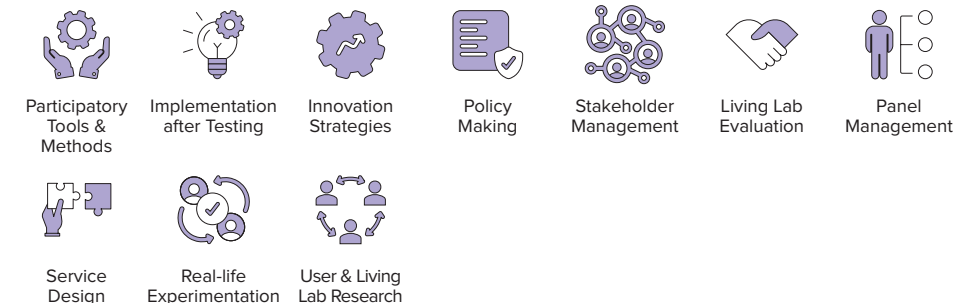 Participatory
Tools &
Methods
Implementation
after Testing
Innovation
Strategies
Policy
Making
Stakeholder
Management
Living Lab
Evaluation
Panel
Management
Service
Design
Real-life
Experimentation
User & Living
Lab Research